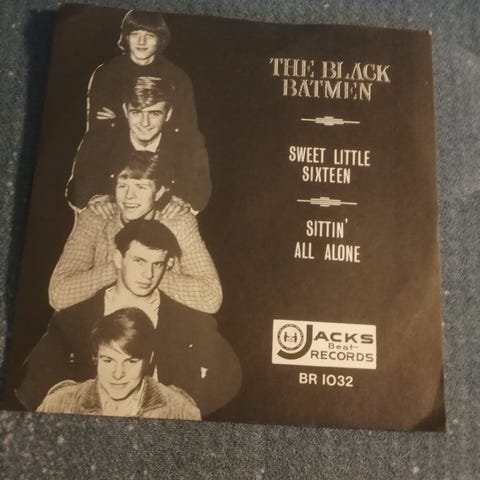 THE BLACK
BATMEN
SWEET LITTLE
SIXTEEN
SITTIN'
ALL ALONE
JACKS
Beat
RECORDS
BR 1032